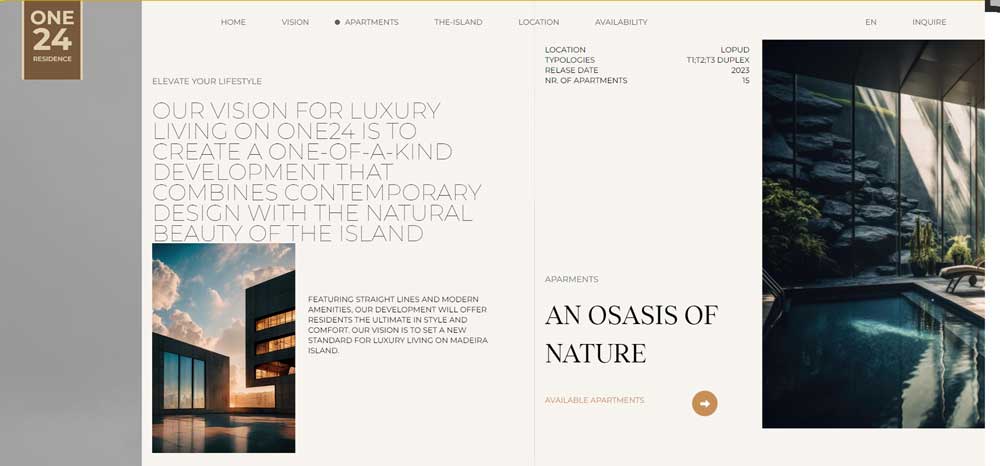 ONE
24
RESIDENCE
HOME VISION APARTMENTS THE-ISLAND LOCATION AVAILABILITY EN INQUIRE
ELEVATE YOUR LIFESTYLE
OUR VISION FOR LUXURY
LIVING ON ONE24 IS TO
CREATE A ONE-OF-A-KIND
DEVELOPMENT THAT
COMBINES CONTEMPORARY
DESIGN WITH THE NATURAL
BEAUTY OF THE ISLAND
FEATURING STRAIGHT LINES AND MODERN
AMENITIES, OUR DEVELOPMENT WILL OFFER
RESIDENTS THE ULTIMATE IN STYLE AND
COMFORT. OUR VISION IS TO SET A NEW
STANDARD FOR LUXURY LIVING ON MADEIRA
ISLAND.
LOCATION LOPUD
TYPOLOGIES T1;T2;T3 DUPLEX
RELASE DATE 2023
NR. OF APARTMENTS 15
APARMENTS
AN OSASIS OF
NATURE
AVAILABLE APARTMENTS